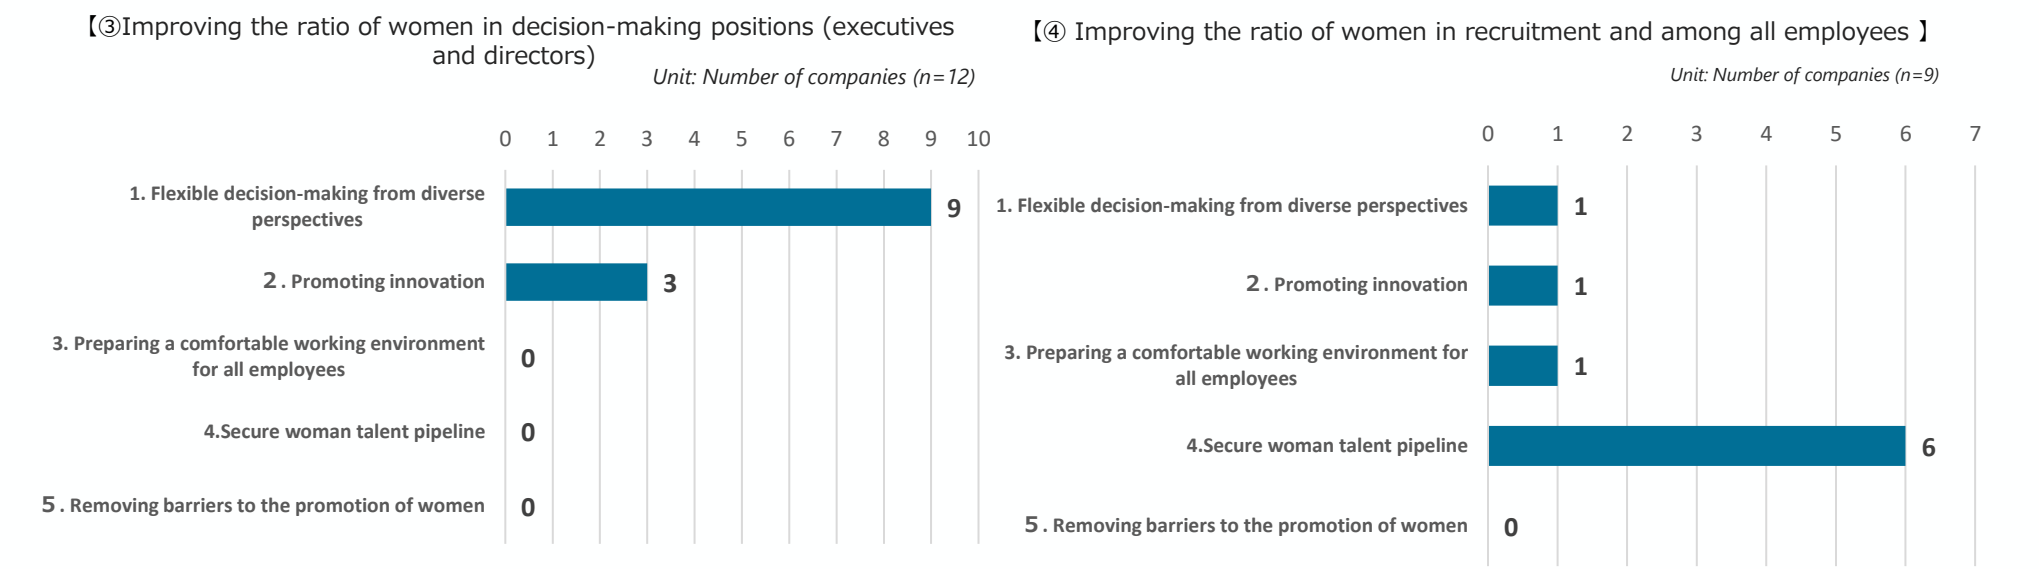 【③Improving the ratio of women in decision-making positions (executives
and directors)
Unit: Number of companies (n=12)
0 1 2 3 4 5 6 7 8 9 10
1. Flexible decision-making from diverse
perspectives
9
２. Promoting innovation
3
3. Preparing a comfortable working environment
for all employees
0
4.Secure woman talent pipeline
0
５. Removing barriers to the promotion of women
0
【④ Improving the ratio of women in recruitment and among all employees 】
Unit: Number of companies (n=9)
0 1 2 3 4 5 6 7
1. Flexible decision-making from diverse perspectives
1
２. Promoting innovation
1
3. Preparing a comfortable working environment for
all employees
1
4.Secure woman talent pipeline
6
５. Removing barriers to the promotion of women
0